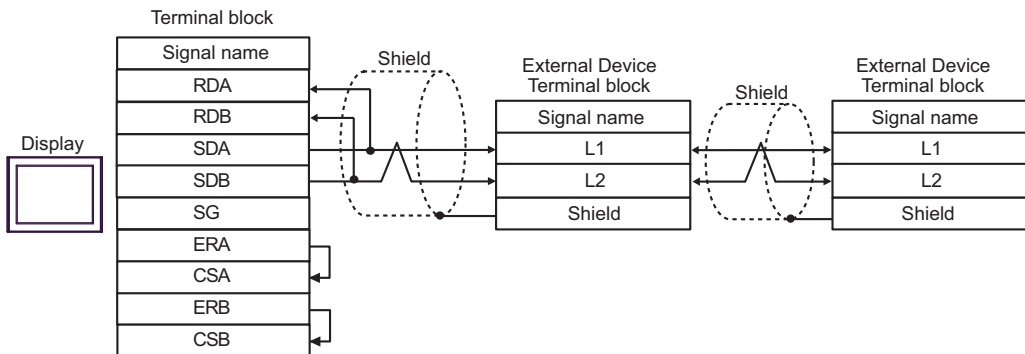 Terminal block
Signal name
RDA
RDB
SDA
SDB
SG
ERA
CSA
ERB
CSB
Display
Shield
External Device
Terminal block
Signal name
L1
L2
Shield
Shield
External Device
Terminal block
Signal name
L1
L2
Shield